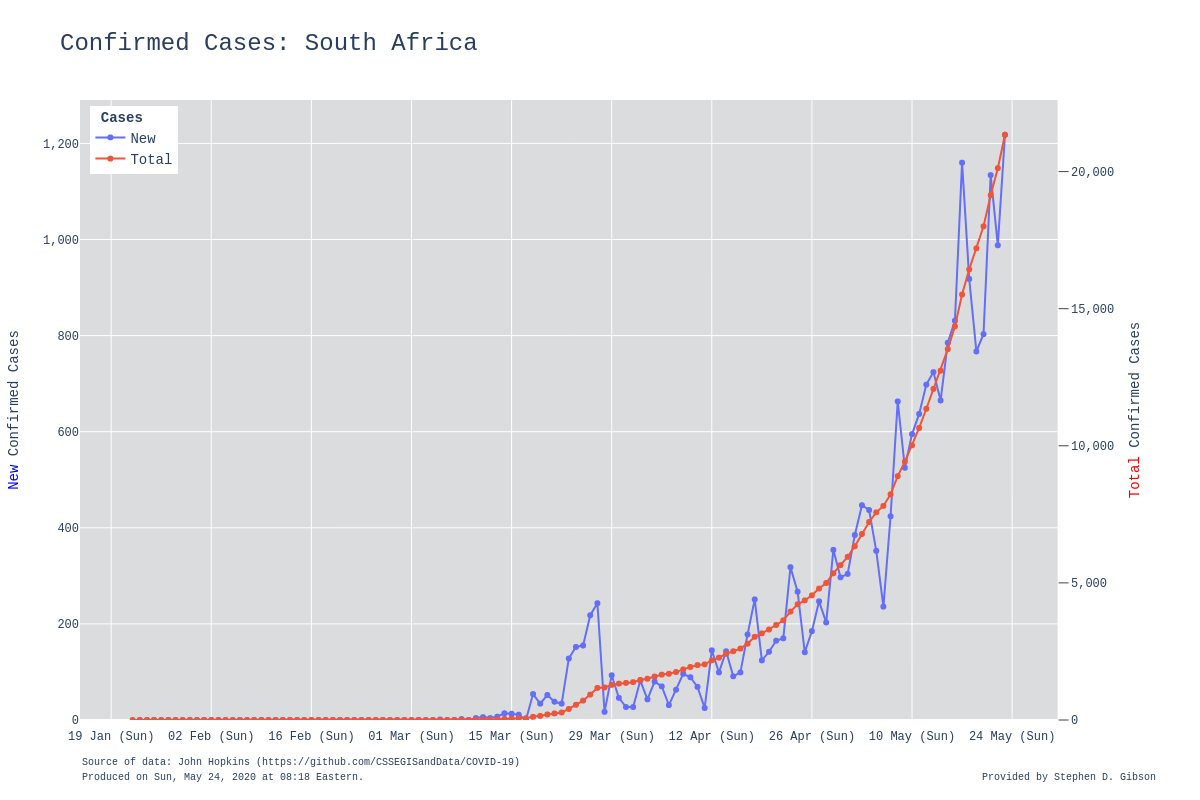 Confirmed Cases: South Africa
Cases
New
Total
1,200
1,000
800
600
400
200
0
20,000
15,000
10,000
5,000
0
New Confirmed Cases
Total Confirmed Cases
19 Jan (Sun) 02 Feb (Sun) 16 Feb (Sun) 01 Mar (Sun) 15 Mar (Sun) 29 Mar (Sun) 12 Apr (Sun) 26 Apr (Sun) 10 May (Sun) 24 May (Sun)
Source of data: John Hopkins (https://github.com/CSSEGISandData/COVID-19)
Produced on Sun, May 24, 2020 at 08:18 Eastern.
Provided by Stephen D. Gibson